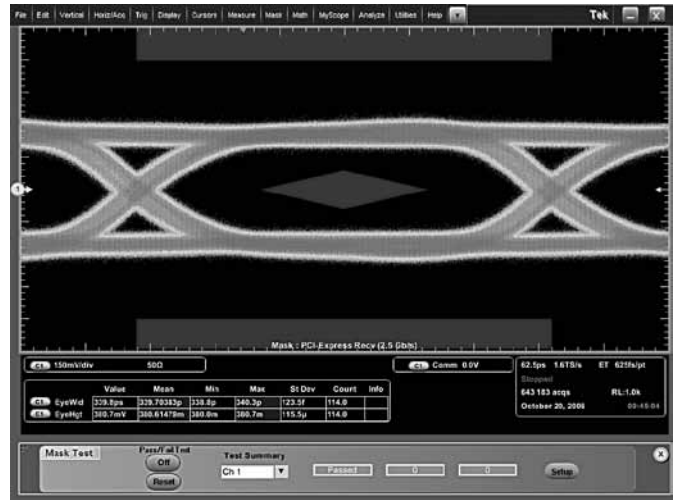 File Edit Vertical Horiz/Acq Trig Display Cursors Measure Mask Math MyScope Analyze Utilities Help Tek X
1
Mask : PCI-Express Recv (2.5 Gb/s)
C1 150mV/div 50Ω C1 Comm 0.0V 62.5ps 1.6TS/s ET 625fs/pt
Stopped
643 183 acqs RL:1.0k
October 20, 2006
Value Mean Min Max St Dev Count Info
C1 EyeWid 339.8ps 339.70383p 338.8p 340.3p 123.5f 114.0
C1 EyeHgt 380.7mV 380.61479m 380.0m 380.7m 115.5µ 114.0
Mask Test Pass/Fail Test Test Summary X
Off Ch 1 Passed 0 0 Setup
Reset